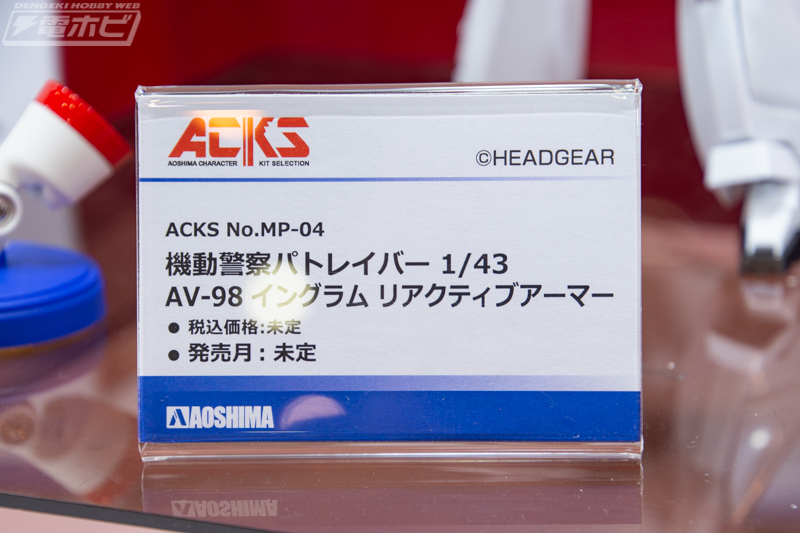 DENGEKI HOBBY WEB
電ホビ
ACKS
AOSHIMA CHARACTER KIT SELECTION
©HEADGEAR
ACKS No.MP-04
機動警察パトレイバー 1/43
AV-98 イングラム リアクティブアーマー
● 税込価格:未定
● 発売月：未定
AOSHIMA
AOSHIMA